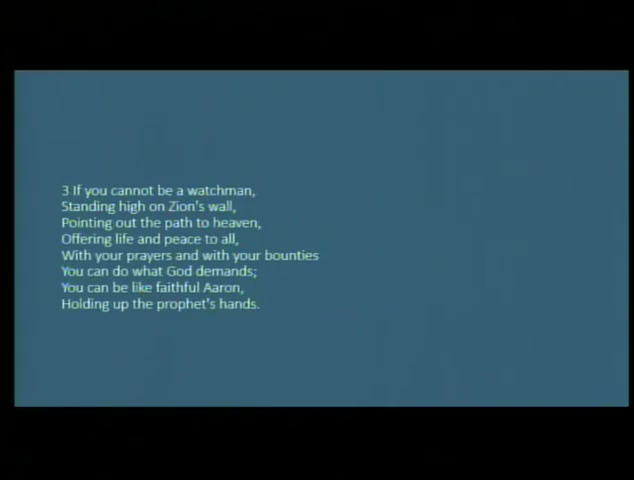 3 If you cannot be a watchman,
Standing high on Zion's wall,
Pointing out the path to heaven,
Offering life and peace to all,
With your prayers and with your bounties
You can do what God demands;
You can be like faithful Aaron,
Holding up the prophet's hands.